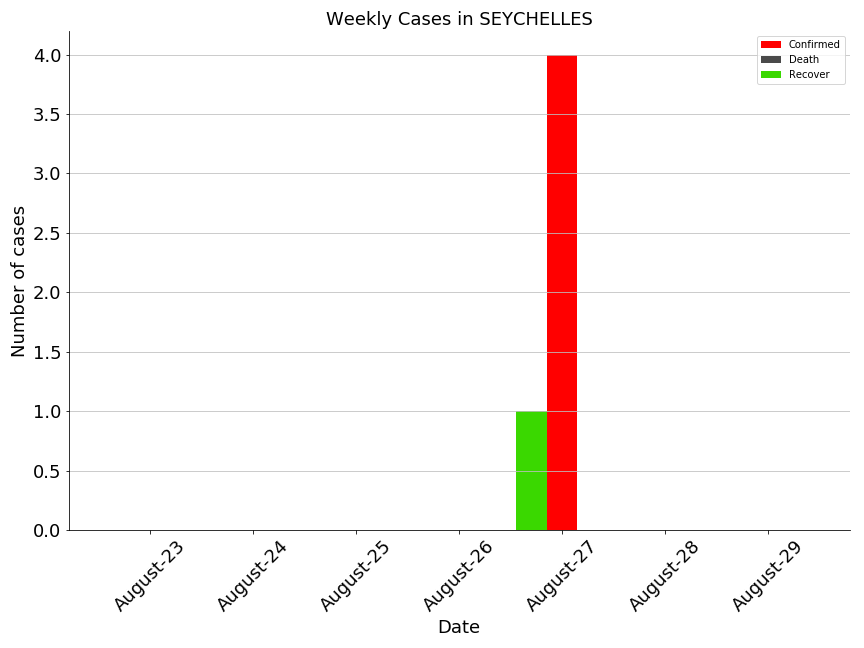 Weekly Cases in SEYCHELLES
Confirmed
Death
Recover
Number of cases
4.0
3.5
3.0
2.5
2.0
1.5
1.0
0.5
0.0
August-23
August-24
August-25
August-26
August-27
August-28
August-29
Date